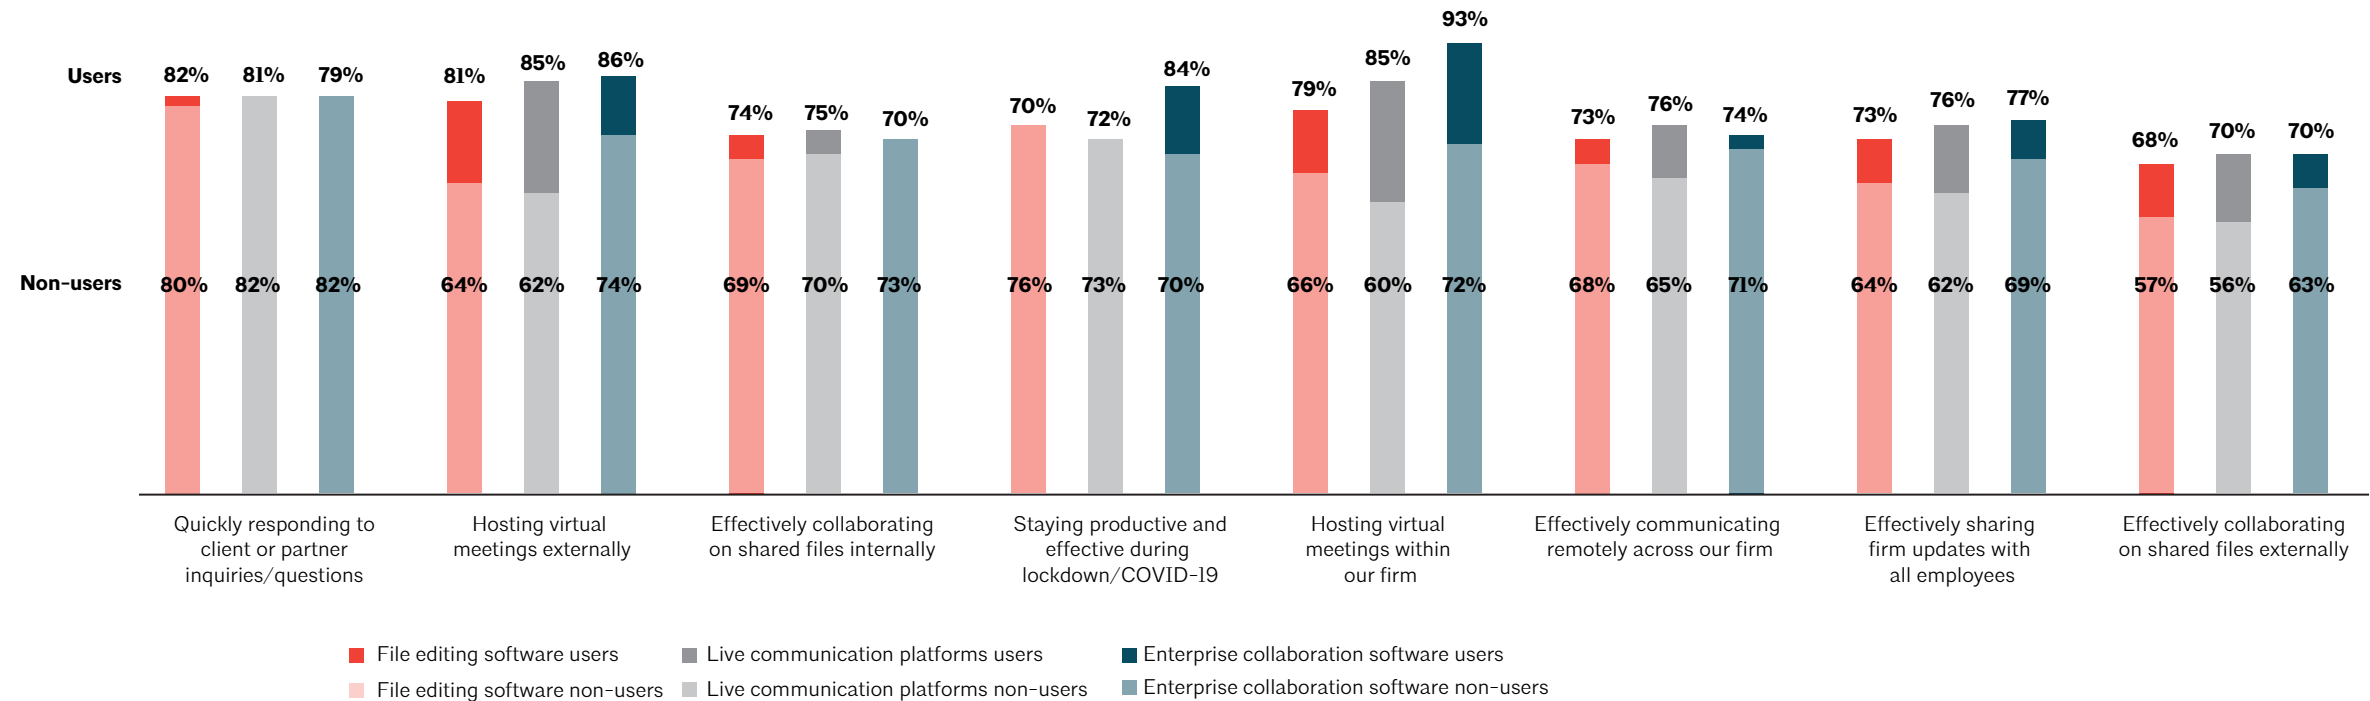 Users 82% 81% 79% 81% 85% 86% 74% 75% 70% 70% 72% 84% 79% 85% 93% 73% 76% 74% 73% 76% 77% 68% 70% 70%
Non-users 80% 82% 82% 64% 62% 74% 69% 70% 73% 76% 73% 70% 66% 60% 72% 68% 65% 71% 64% 62% 69% 57% 56% 63%
Quickly responding to
client or partner
inquiries/questions
Hosting virtual
meetings externally
Effectively collaborating
on shared files internally
Staying productive and
effective during
lockdown/COVID-19
Hosting virtual
meetings within
our firm
Effectively communicating
remotely across our firm
Effectively sharing
firm updates with
all employees
Effectively collaborating
on shared files externally
File editing software users
File editing software non-users
Live communication platforms users
Live communication platforms non-users
Enterprise collaboration software users
Enterprise collaboration software non-users